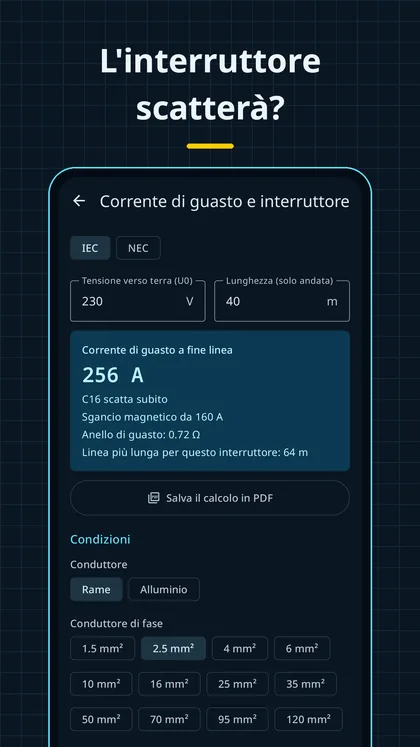 L'interruttore
scatterà?
Corrente di guasto e interruttore
IEC NEC
Tensione verso terra (U0) Lunghezza (solo andata)
230 V 40 m
Corrente di guasto a fine linea
256 A
C16 scatta subito
Sgancio magnetico da 160 A
Anello di guasto: 0.72 Ω
Linea più lunga per questo interruttore: 64 m
Salva il calcolo in PDF
Condizioni
Conduttore
Rame Alluminio
Conduttore di fase
1.5 mm² 2.5 mm² 4 mm² 6 mm²
10 mm² 16 mm² 25 mm² 35 mm²
50 mm² 70 mm² 95 mm² 120 mm²